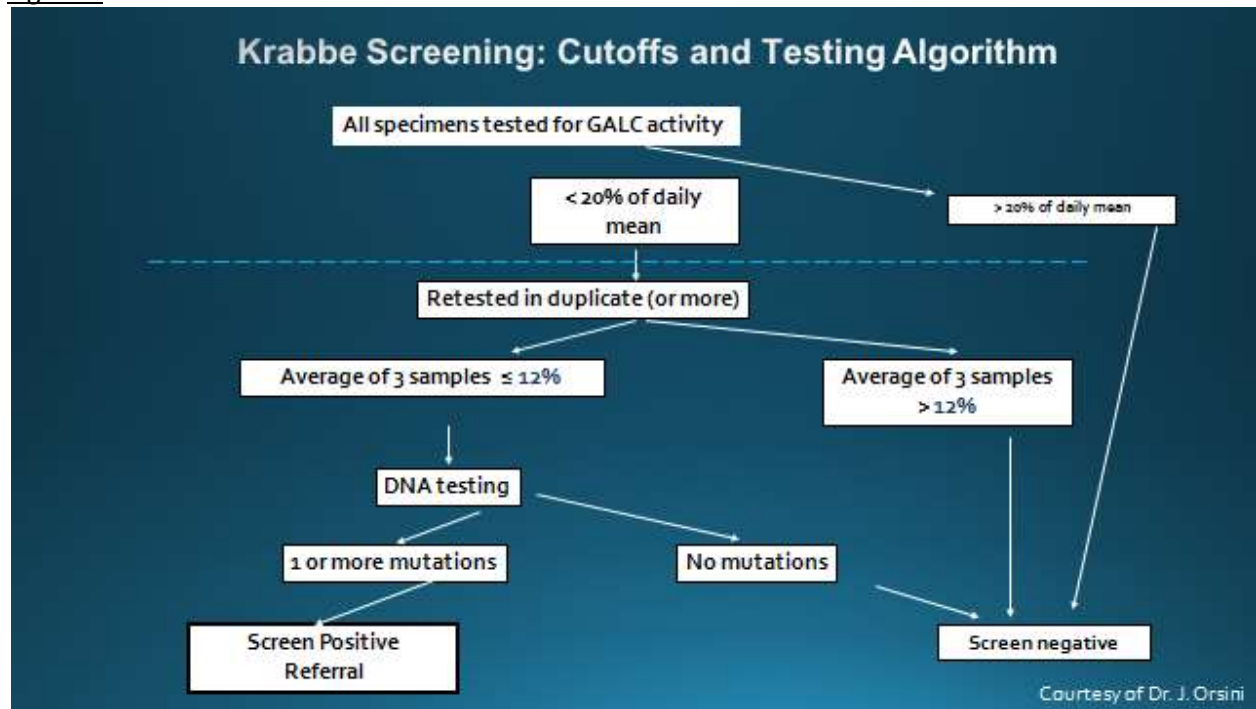 Krabbe Screening: Cutoffs and Testing Algorithm
All specimens tested for GALC activity
< 20% of daily
mean
> 20% of daily mean
Retested in duplicate (or more)
Average of 3 samples ≤ 12%
Average of 3 samples
> 12%
DNA testing
1 or more mutations
No mutations
Screen Positive
Referral
Screen negative
Courtesy of Dr. J. Orsini